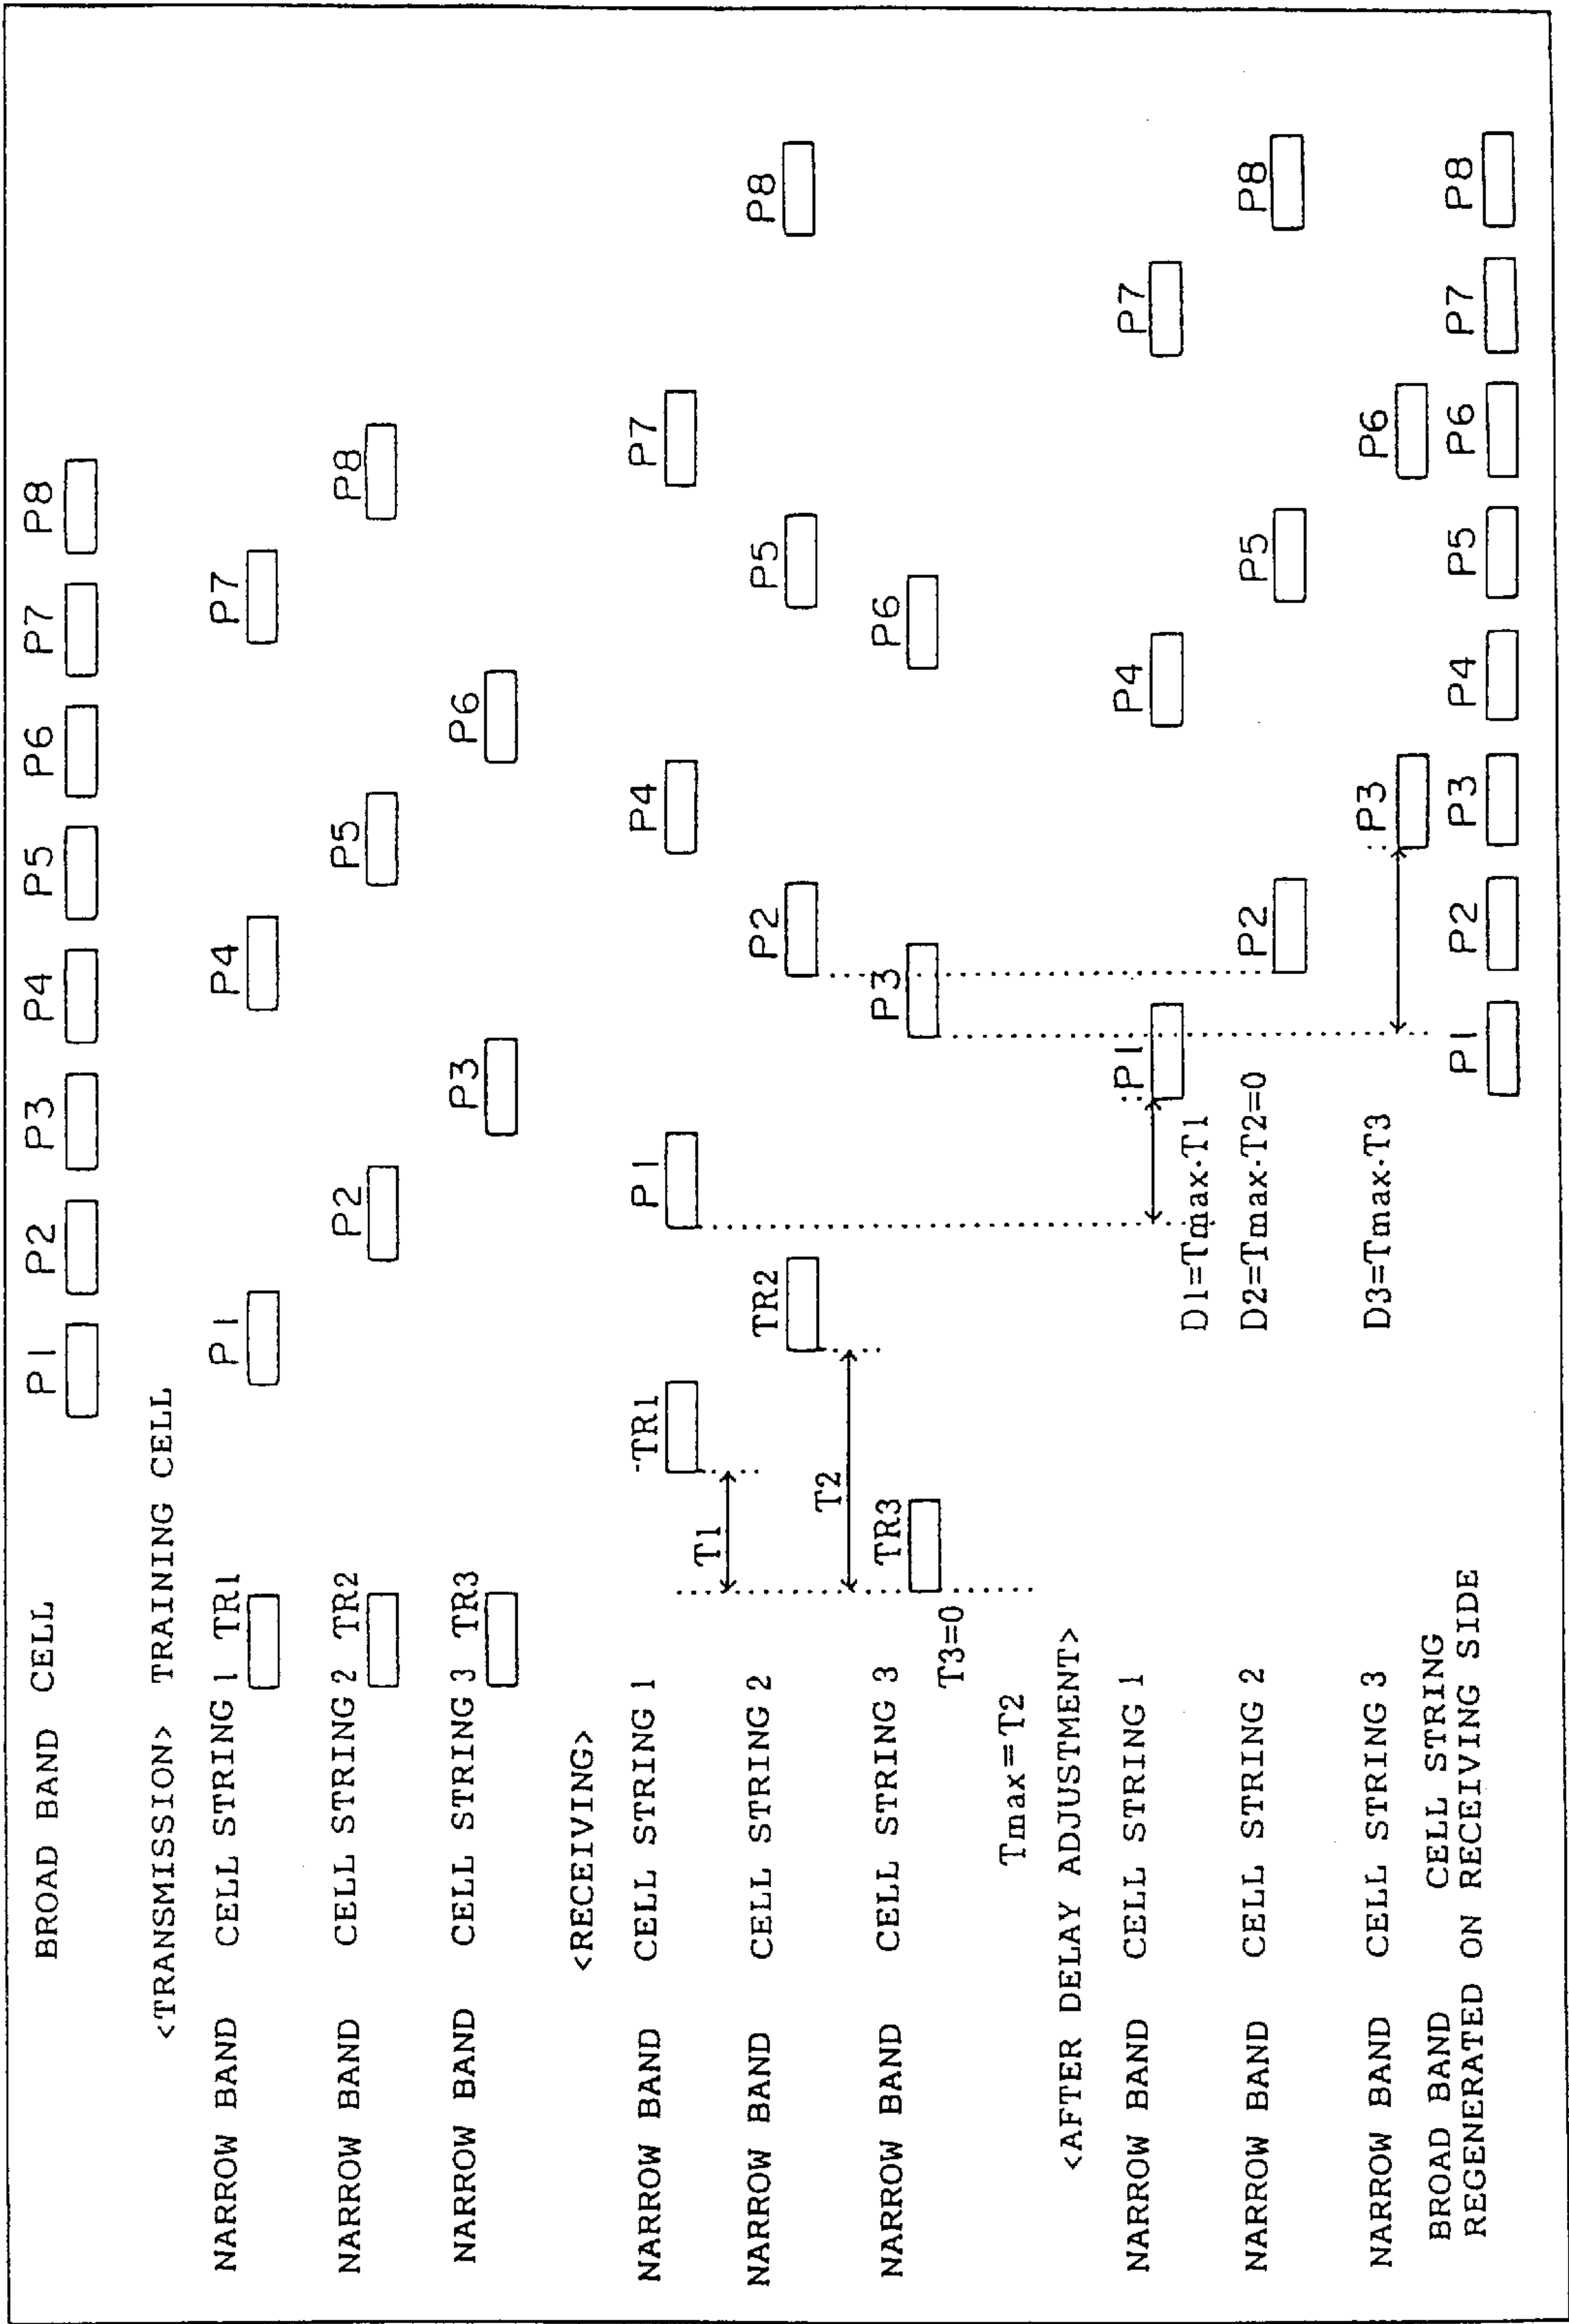 BROAD BAND CELL P1 P2 P3 P4 P5 P6 P7 P8
<TRANSMISSION> TRAINING CELL
NARROW BAND CELL STRING 1 TR1 P1 P4 P7
NARROW BAND CELL STRING 2 TR2 P2 P5 P8
NARROW BAND CELL STRING 3 TR3 P3 P6
<RECEIVING>
NARROW BAND CELL STRING 1 TR1 P1 P4 P7
T1
NARROW BAND CELL STRING 2 TR2 P2 P5 P8
T2
NARROW BAND CELL STRING 3 TR3 P3 P6
T3=0
Tmax=T2
<AFTER DELAY ADJUSTMENT>
NARROW BAND CELL STRING 1 P1 P4 P7
D1=Tmax·T1
NARROW BAND CELL STRING 2 D2=Tmax·T2=0 P2 P5 P8
NARROW BAND CELL STRING 3 D3=Tmax·T3 P3 P6
BROAD BAND CELL STRING
REGENERATED ON RECEIVING SIDE
P1 P2 P3 P4 P5 P6 P7 P8